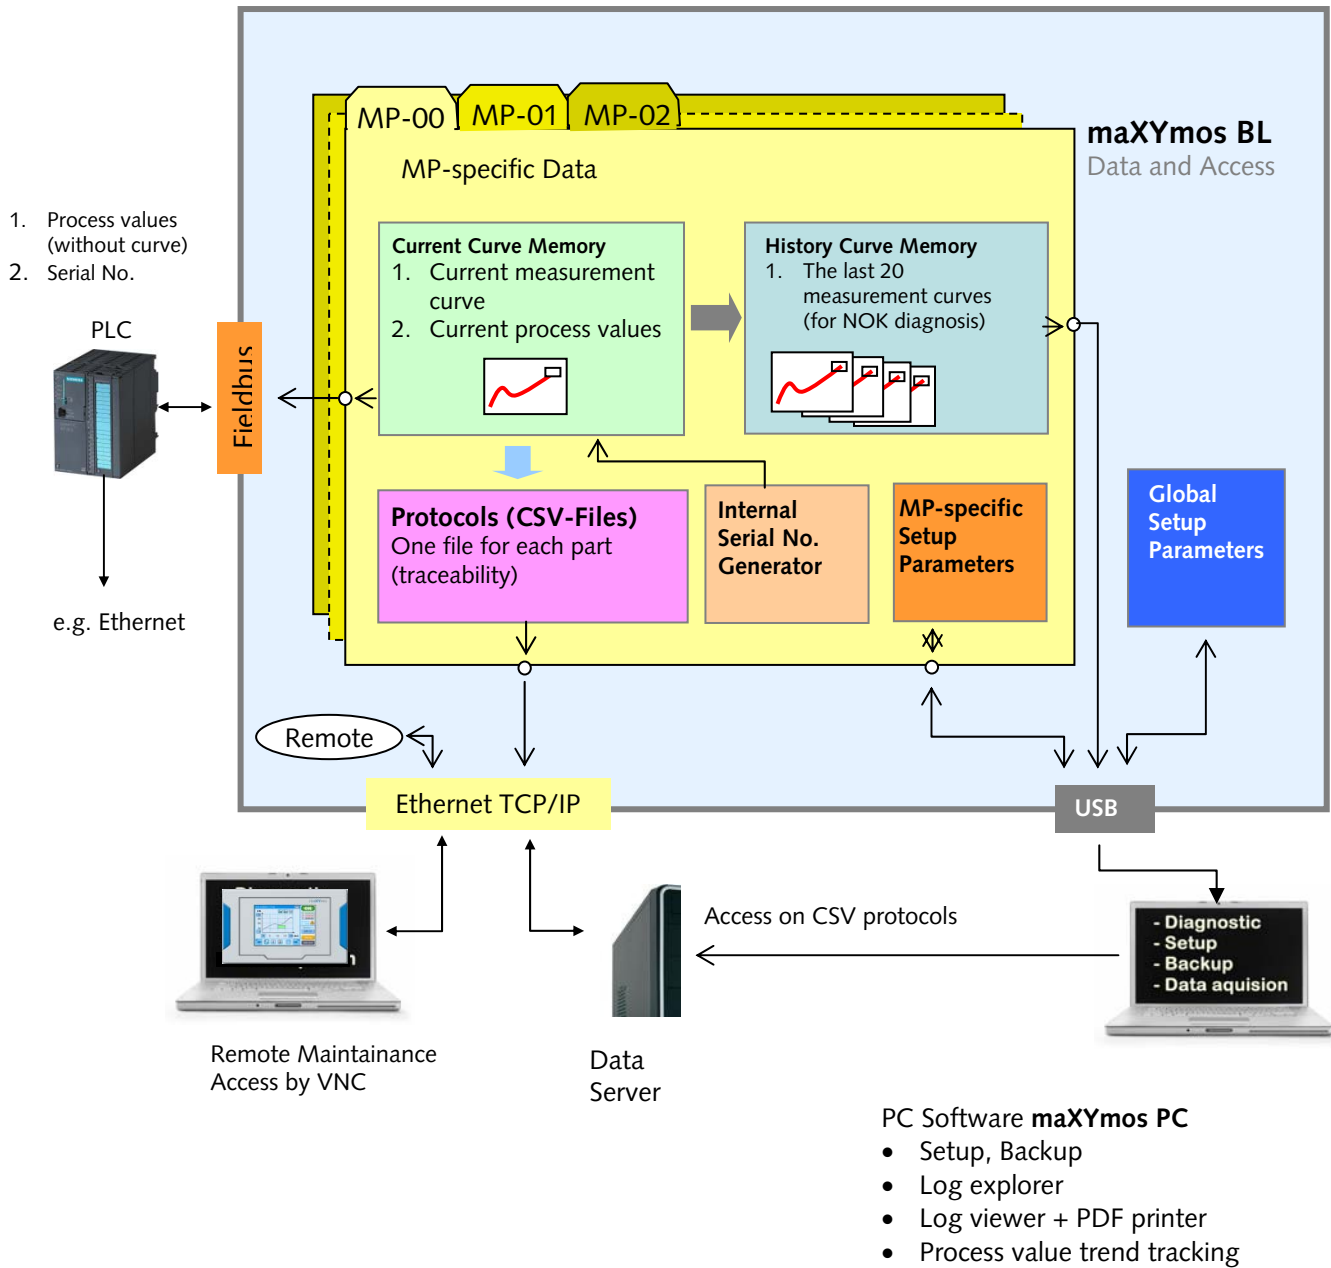 MP-00 MP-01 MP-02
maXYmos BL
Data and Access
MP-specific Data
1. Process values
(without curve)
2. Serial No.
Current Curve Memory
1. Current measurement
curve
2. Current process values
History Curve Memory
1. The last 20
measurement curves
(for NOK diagnosis)
PLC
SIEMENS
Fieldbus
Protocols (CSV-Files)
One file for each part
(traceability)
Internal
Serial No.
Generator
MP-specific
Setup
Parameters
Global
Setup
Parameters
e.g. Ethernet
Remote
Ethernet TCP/IP
USB
Access on CSV protocols
- Diagnostic
- Setup
- Backup
- Data aquision
Remote Maintainance
Access by VNC
Data
Server
PC Software maXYmos PC
• Setup, Backup
• Log explorer
• Log viewer + PDF printer
• Process value trend tracking